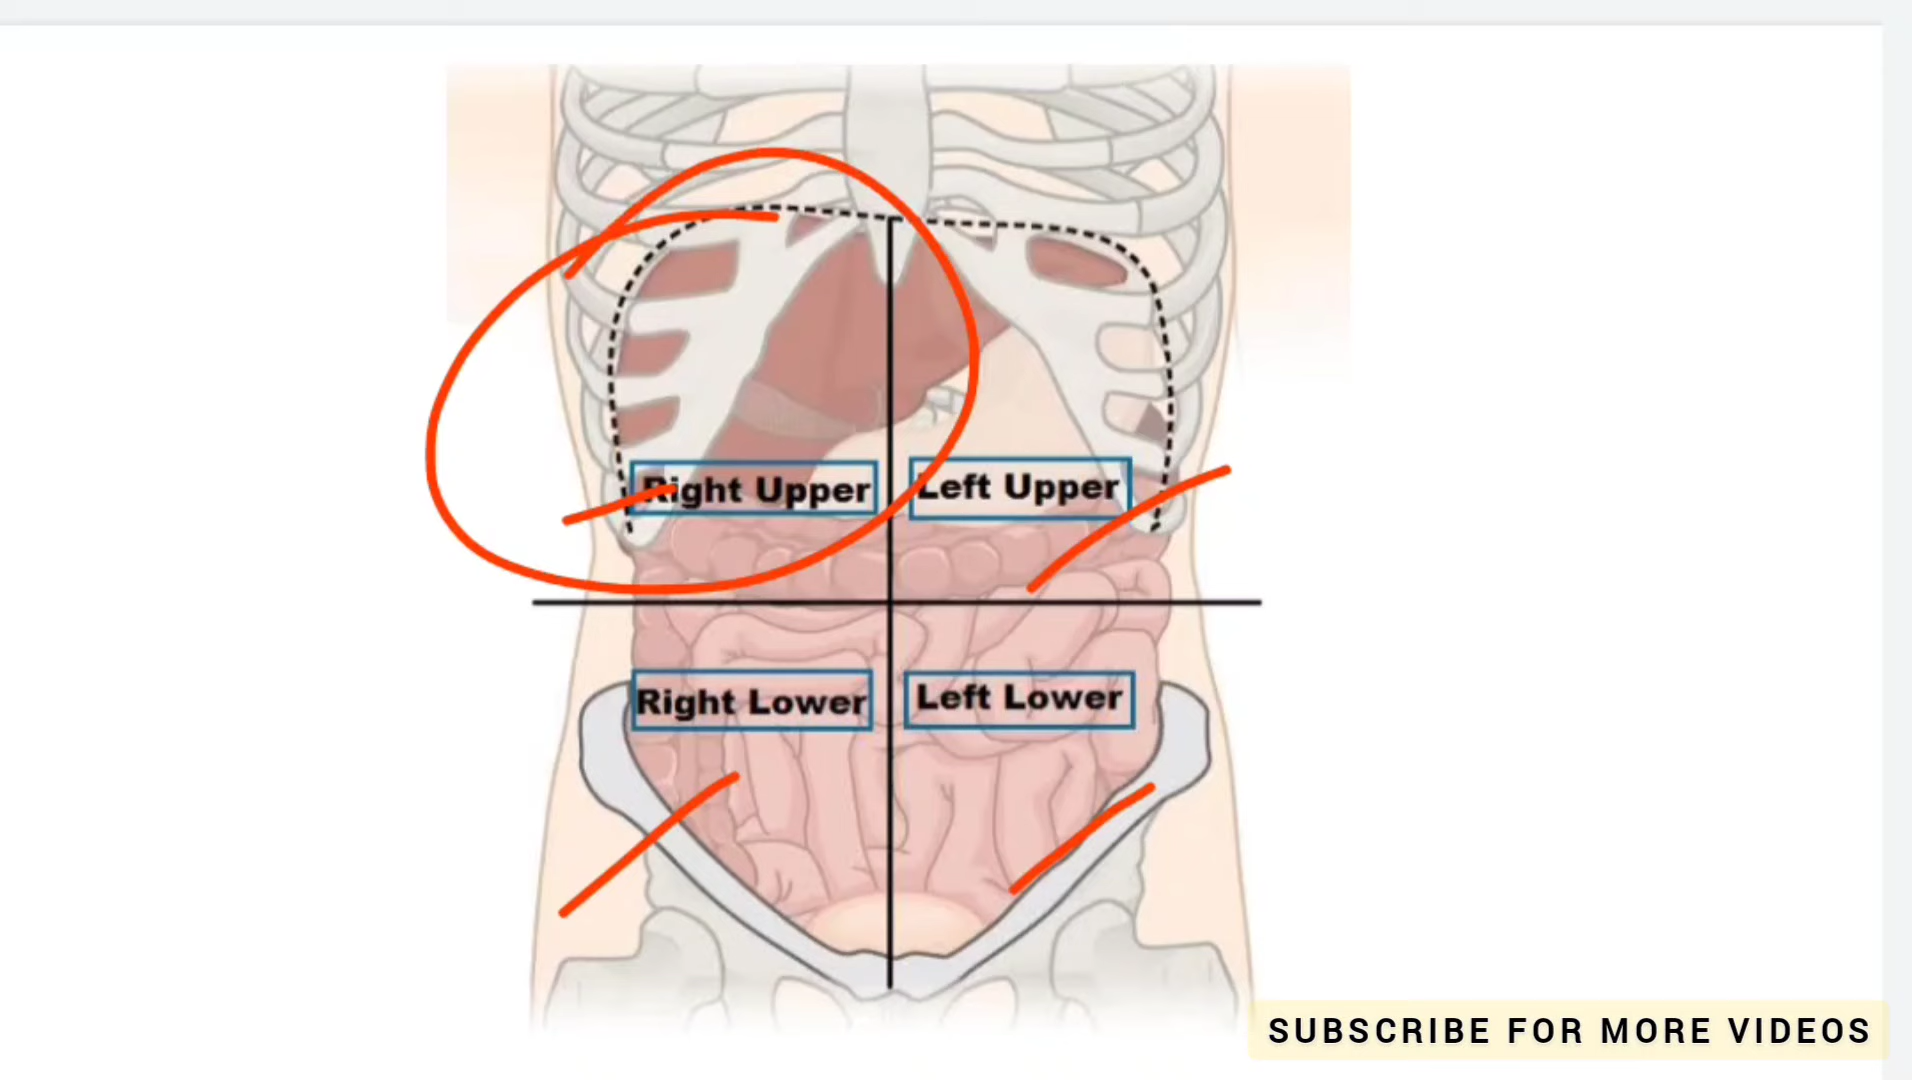 Right Upper
Left Upper
Right Lower
Left Lower
SUBSCRIBE FOR MORE VIDEOS